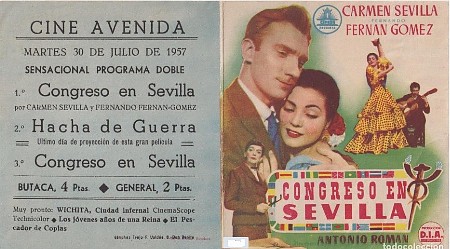 CINE AVENIDA
MARTES 30 DE JULIO DE 1957
SENSACIONAL PROGRAMA DOBLE
1.º Congreso en Sevilla
por CARMEN SEVILLA y FERNANDO FERNAN-GOMEZ
2.º Hacha de Guerra
Ultimo día de proyección de esta gran película
3.º Congreso en Sevilla
BUTACA, 4 Ptas. GENERAL, 2 Ptas.
Muy pronto: WICHITA, Ciudad infernal CinemaScope
Technicolor Los jóvenes años de una Reina El Pes-
cador de Coplas
CARMEN SEVILLA
FERNANDO
FERNAN GOMEZ
CONGRESO EN
SEVILLA
ANTONIO ROMAN
D.I.A.
todocoleccion